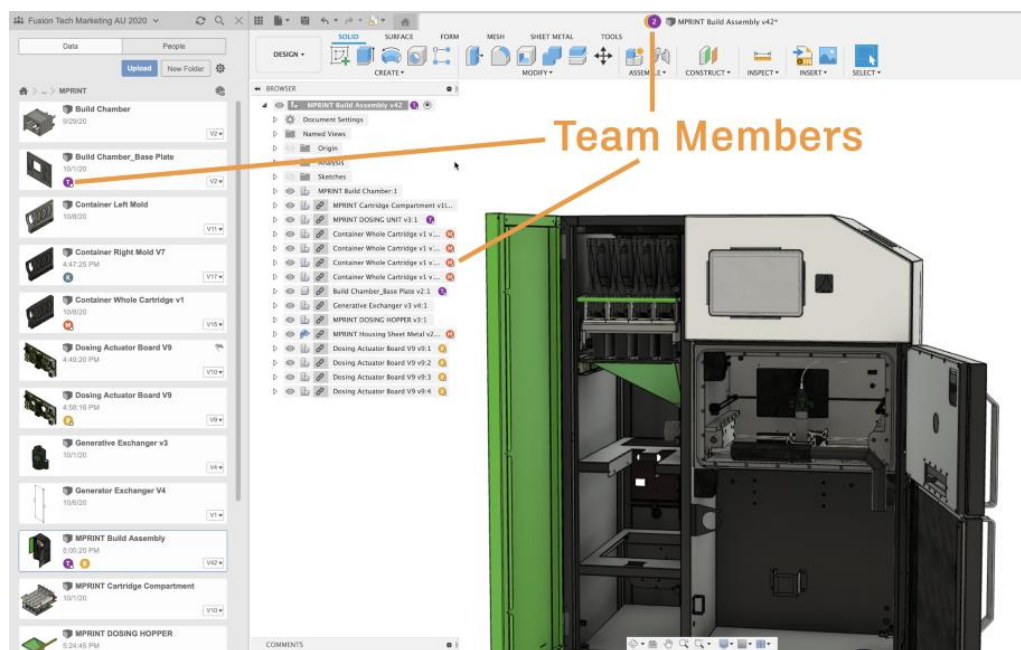 Fusion Tech Marketing AU 2020
MPRINT Build Assembly v42*
Data People
Upload New Folder
... > MPRINT
Build Chamber
9/29/20
V2
Build Chamber_Base Plate
10/1/20
V2
Container Left Mold
10/8/20
V11
Container Right Mold V7
4:47:25 PM
K
V17
Container Whole Cartridge v1
10/8/20
M
V15
Dosing Actuator Board V9
4:49:20 PM
V10
Dosing Actuator Board V9
4:58:16 PM
V9
Generative Exchanger v3
10/1/20
V4
Generator Exchanger V4
10/6/20
V1
MPRINT Build Assembly
5:05:20 PM
V42
MPRINT Cartridge Compartment
10/1/20
V10
MPRINT DOSING HOPPER
5:24:45 PM
DESIGN
SOLID SURFACE FORM MESH SHEET METAL TOOLS
CREATE MODIFY ASSEMBLE CONSTRUCT INSPECT INSERT SELECT
2
BROWSER
MPRINT Build Assembly v42
Document Settings
Named Views
Origin
Analysis
Sketches
MPRINT Build Chamber:1
MPRINT Cartridge Compartment v10...
MPRINT DOSING UNIT v3:1
Container Whole Cartridge v1 v... M
Container Whole Cartridge v1 v... M
Container Whole Cartridge v1 v... M
Container Whole Cartridge v1 v... M
Build Chamber_Base Plate v2:1
Generative Exchanger v3 v4:1
MPRINT DOSING HOPPER v3:1
MPRINT Housing Sheet Metal v2... M
Dosing Actuator Board V9 v9:1
Dosing Actuator Board V9 v9:2
Dosing Actuator Board V9 v9:3
Dosing Actuator Board V9 v9:4
COMMENTS
Team Members